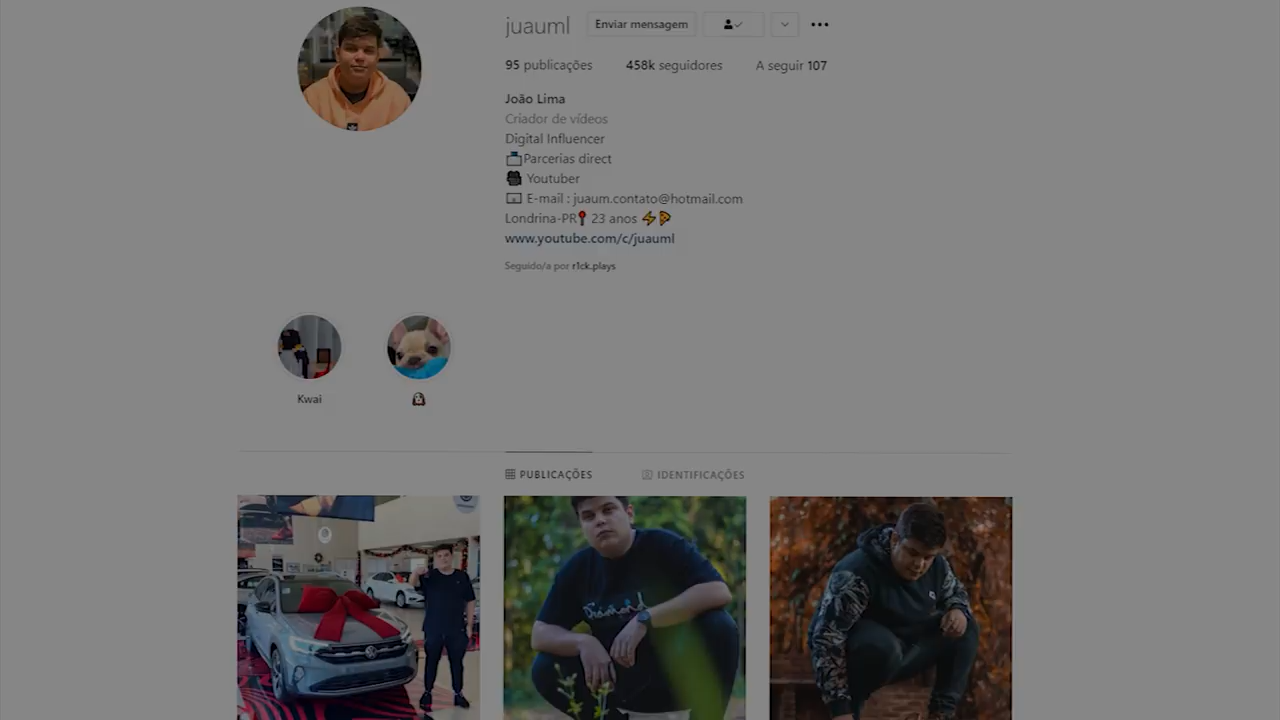 juauml Enviar mensagem
95 publicações 458k seguidores A seguir 107
João Lima
Criador de vídeos
Digital Influencer
Parcerias direct
Youtuber
E-mail : juaum.contato@hotmail.com
Londrina-PR📍 23 anos ⚡🍕
www.youtube.com/c/juauml
Seguido/a por r1ck.plays
Kwai
PUBLICAÇÕES IDENTIFICAÇÕES